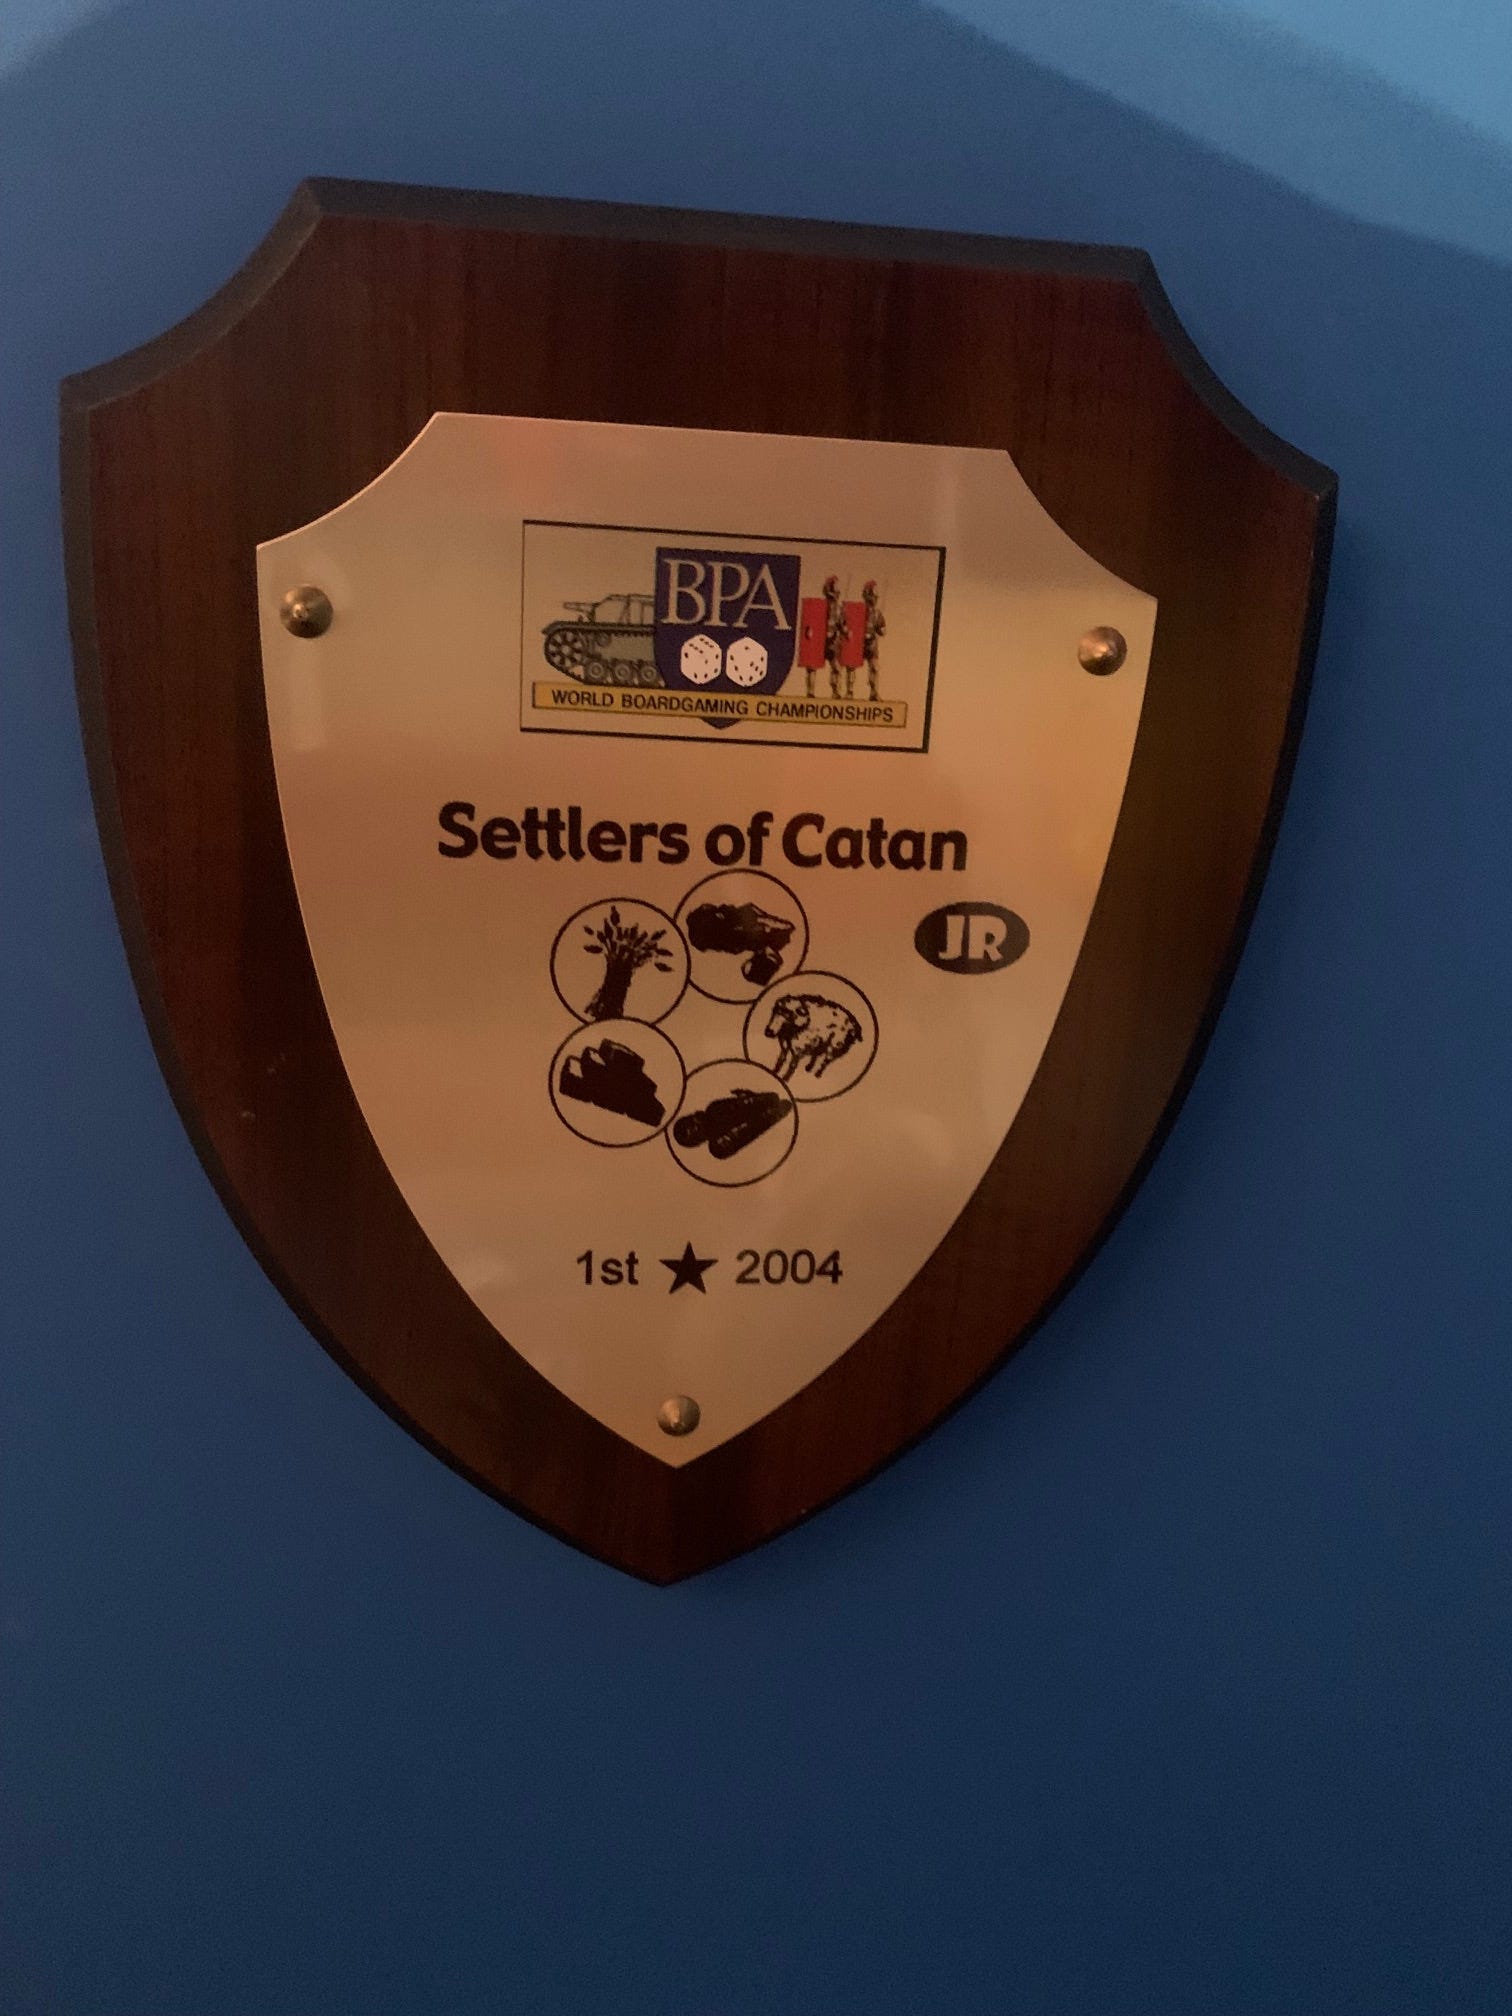 BPA
WORLD BOARDGAMING CHAMPIONSHIPS
Settlers of Catan
JR
1st ★ 2004